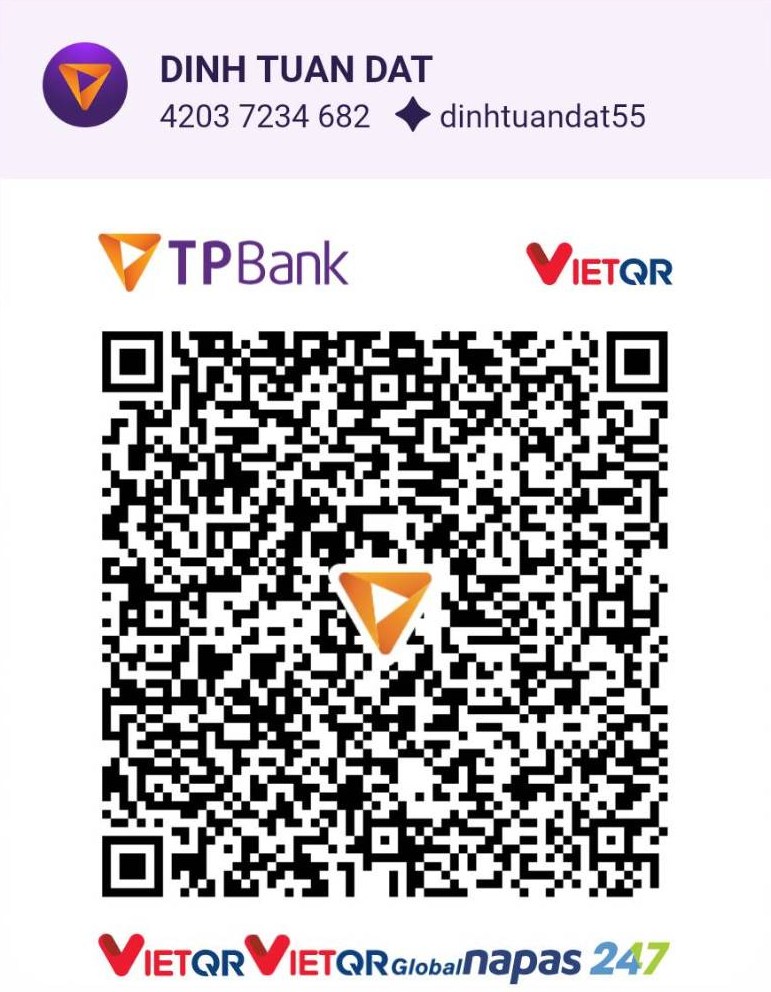 DINH TUAN DAT
4203 7234 682 dinhtuandat55
TPBank VIETQR
VIETQR VIETQR Global napas 247